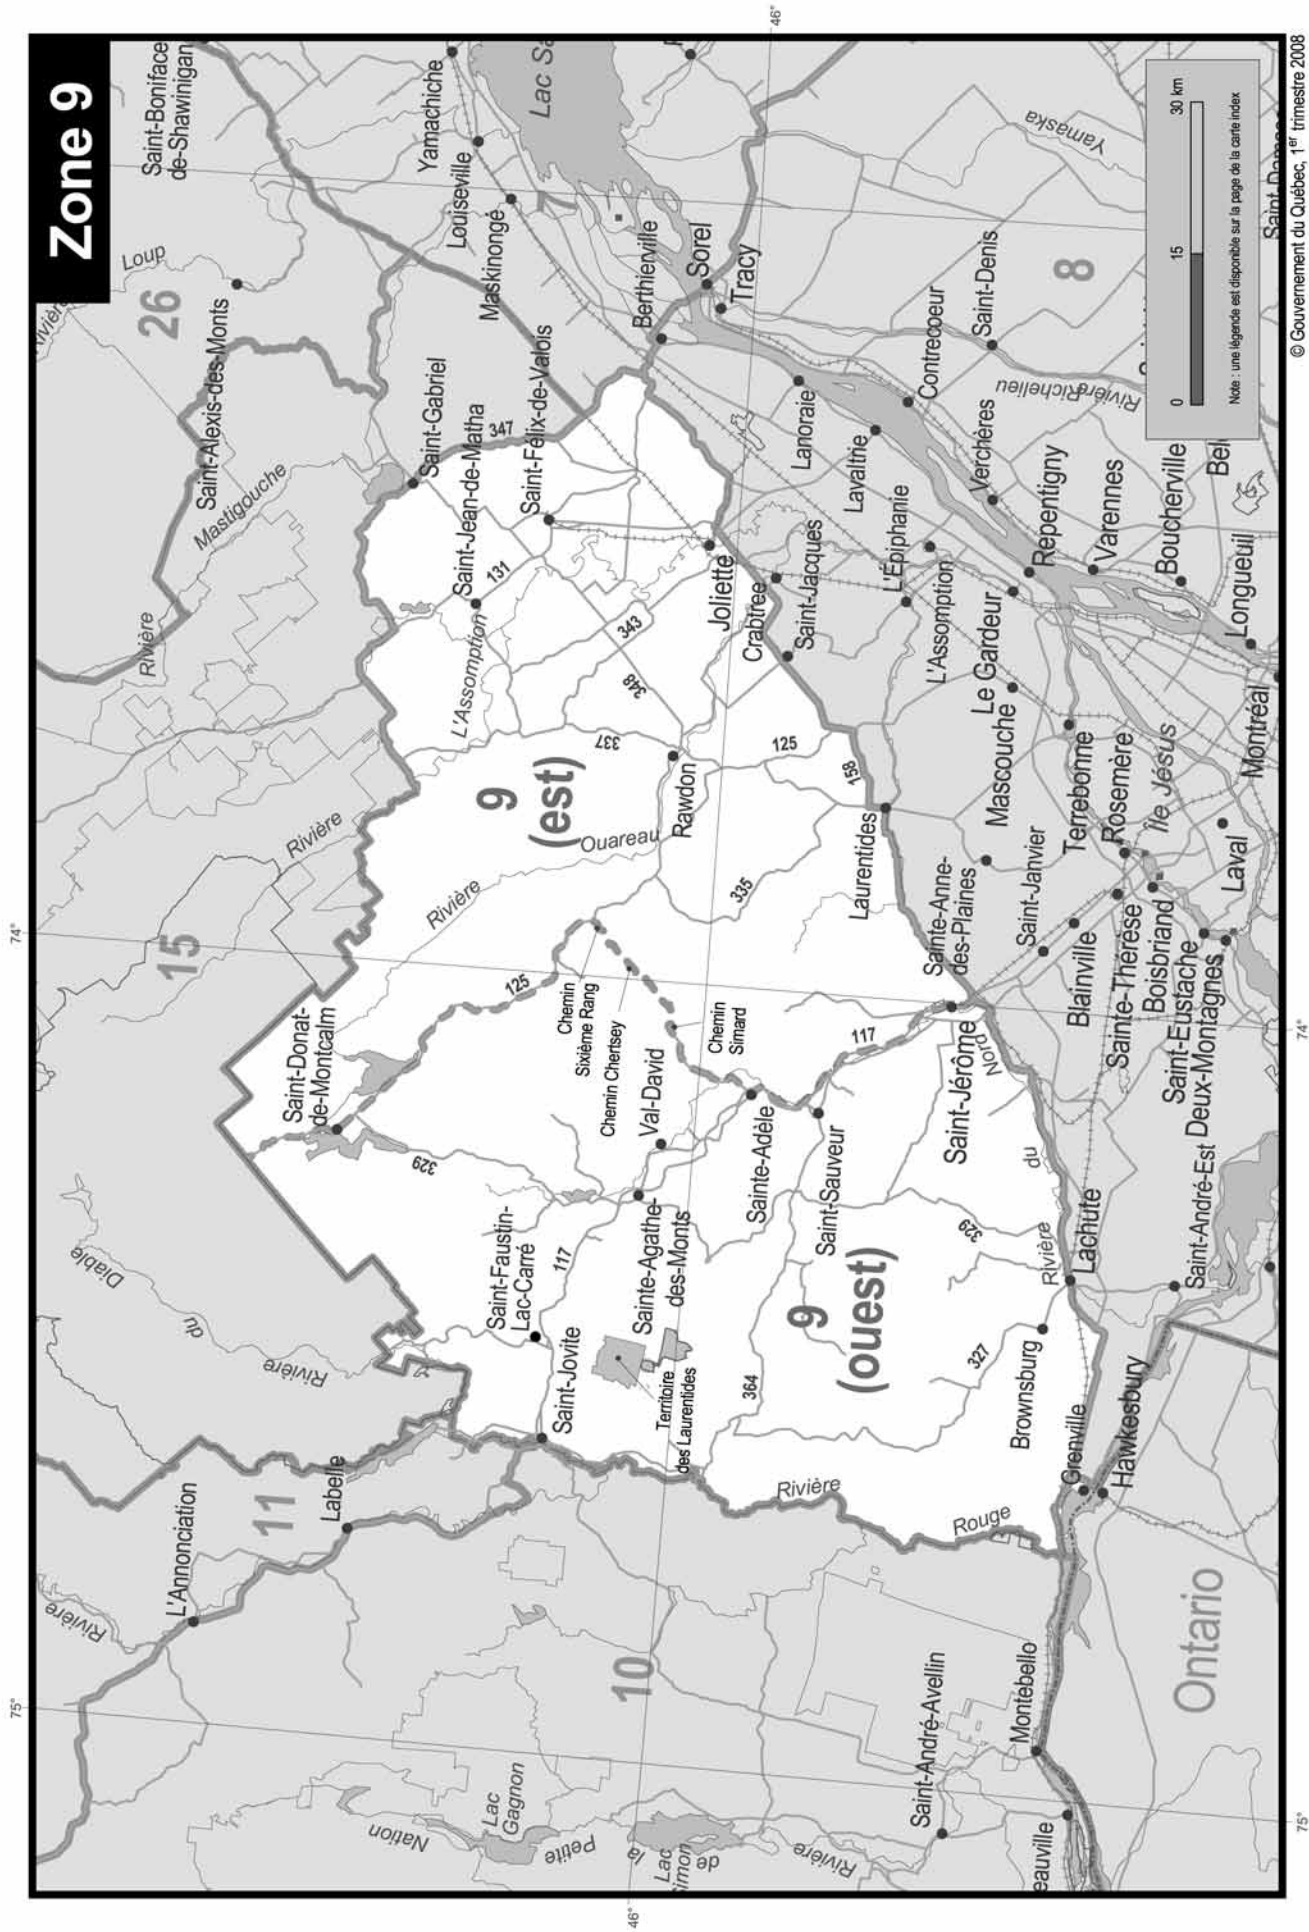 Zone 9
Saint-Boniface
de-Shawinigan
Loup
26
Saint-Alexis-des-Monts
Yamachiche
Louiseville
Maskinongé
7
Berthierville
Sorel
Tracy
46°
Yamaska
8
Saint-Denis
Contrecoeur
Rivière
Richelieu
Rivière
Richelieu
0 15 30 km
Note : une légende est disponible sur la page de la carte index
© Gouvernement du Québec, 1er trimestre 2008
Mastigouche
Rivière
Saint-Gabriel
347
Saint-Jean-de-Matha
Saint-Félix-de-Valois
131
L'Assomption
343
348
337
Joliette
Crabtree
Saint-Jacques
Lanoraie
Lavaltrie
Verchères
L'Épiphanie
L'Assomption
Repentigny
Le Gardeur
Varennes
Boucherville
Longueuil
Mascouche
Terrebonne
Rosemère
Île Jésus
Montréal
Laval
74°
15
Rivière
Rivière
Ouareau
9
(est)
Rawdon
125
158
335
Laurentides
Sainte-Anne-
des-Plaines
Saint-Janvier
Blainville
Sainte-Thérèse
Boisbriand
Saint-Eustache
Deux-Montagnes
74°
Saint-Donat-
de-Montcalm
125
Chemin
Sixième Rang
Chemin Chertsey
Chemin
Simard
117
Val-David
Sainte-Adèle
Saint-Sauveur
Saint-Jérôme
Nord
du
Rivière
329
Saint-Faustin-
Lac-Carré
117
Sainte-Agathe-
des-Monts
Saint-Jovite
Territoire
des Laurentides
364
9
(ouest)
329
327
Lachute
Brownsburg
Saint-André-Est
Grenville
Hawkesbury
Diable
du
Rivière
Labelle
11
L'Annonciation
Rivière
Rivière
Rouge
10
Ontario
75°
Saint-André-Avellin
Montebello
Lac
Gagnon
Nation
Petite
la
Lac
de
Rivière
46°
75°